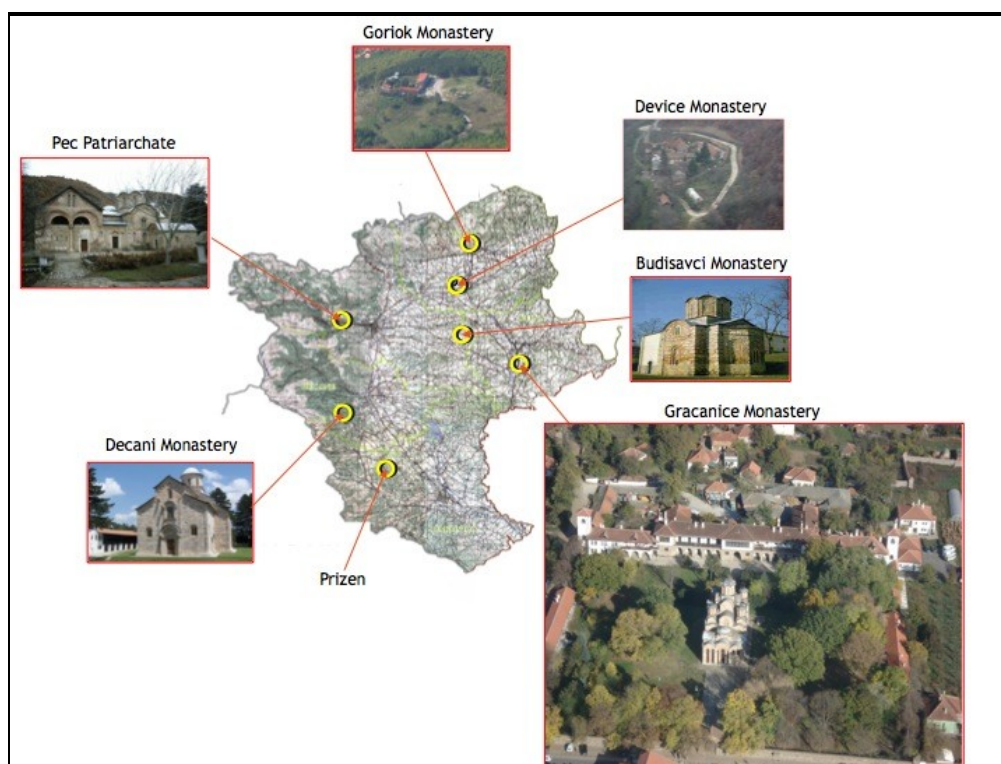 Goriok Monastery
Device Monastery
Pec Patriarchate
Budisavci Monastery
Gracanice Monastery
Decani Monastery
Prizen